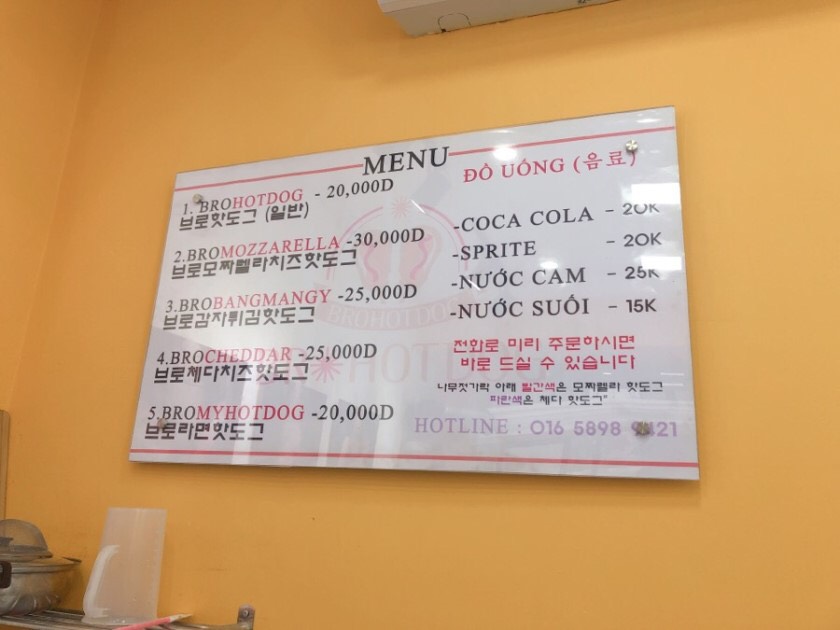 MENU
1. BROHOTDOG - 20,000D
브로핫도그 (일반)
2.BROMOZZARELLA -30,000D
브로모짜렐라치즈핫도그
3.BROBANGMANGY -25,000D
브로감자튀김핫도그
4.BROCHEDDAR -25,000D
브로체다치즈핫도그
5.BROMYHOTDOG -20,000D
브로라면핫도그
ĐỒ UỐNG (음료)
-COCA COLA - 20K
-SPRITE - 20K
-NƯỚC CAM - 25K
-NƯỚC SUỐI - 15K
전화로 미리 주문하시면
바로 드실 수 있습니다
나무젓가락 아래 빨간색은 모짜렐라 핫도그
파란색은 체다 핫도그"
HOTLINE : 016 5898
BROHOTDOG